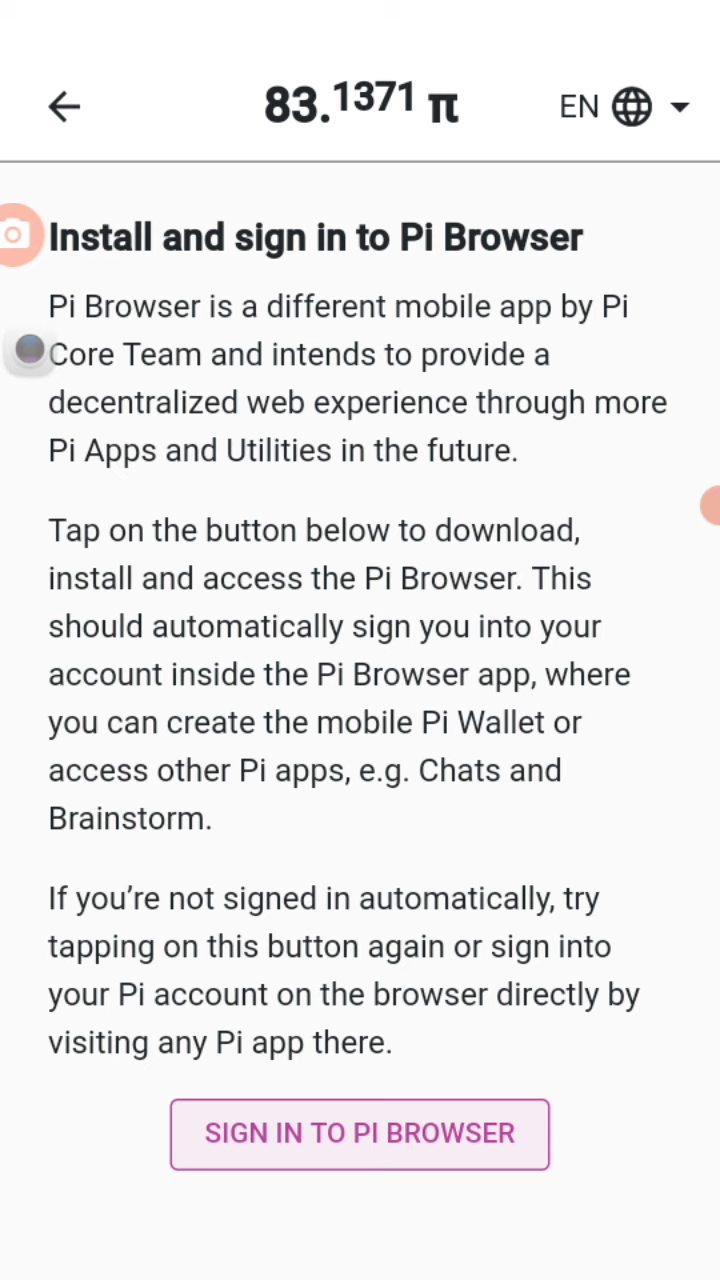 83.1371 π
EN
Install and sign in to Pi Browser
Pi Browser is a different mobile app by Pi
Core Team and intends to provide a
decentralized web experience through more
Pi Apps and Utilities in the future.
Tap on the button below to download,
install and access the Pi Browser. This
should automatically sign you into your
account inside the Pi Browser app, where
you can create the mobile Pi Wallet or
access other Pi apps, e.g. Chats and
Brainstorm.
If you’re not signed in automatically, try
tapping on this button again or sign into
your Pi account on the browser directly by
visiting any Pi app there.
SIGN IN TO PI BROWSER